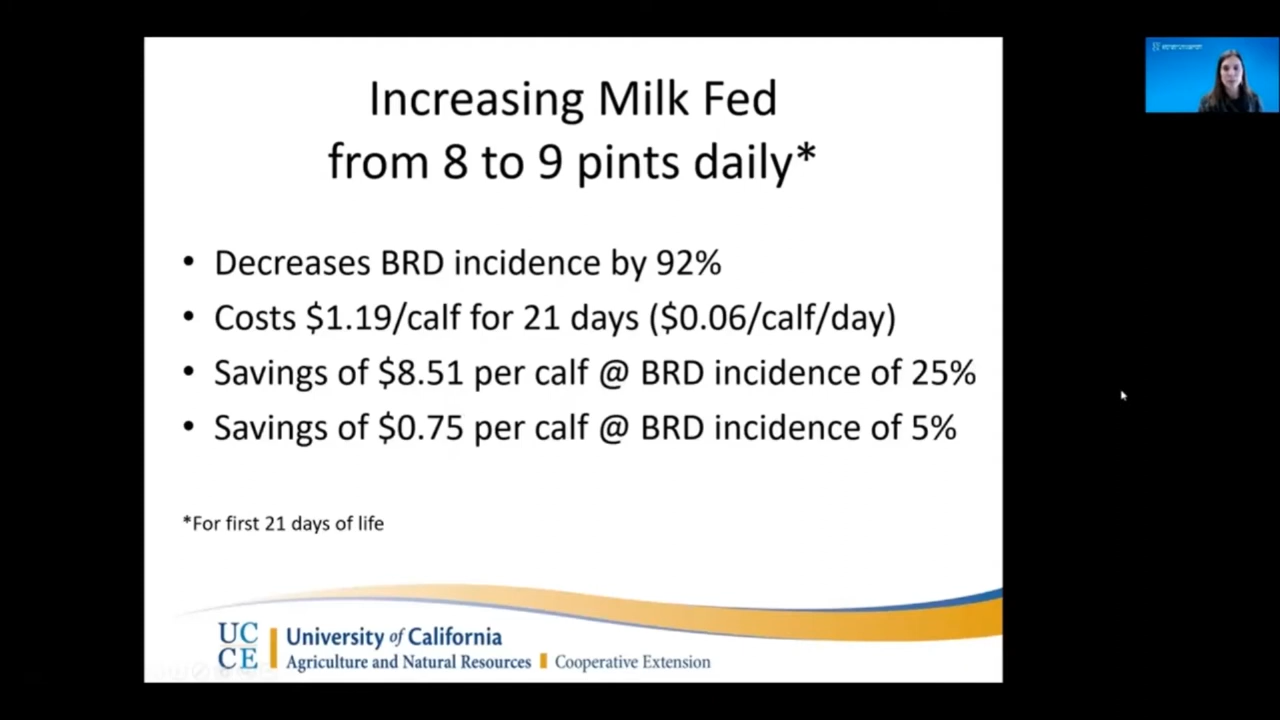 Increasing Milk Fed
from 8 to 9 pints daily*
• Decreases BRD incidence by 92%
• Costs $1.19/calf for 21 days ($0.06/calf/day)
• Savings of $8.51 per calf @ BRD incidence of 25%
• Savings of $0.75 per calf @ BRD incidence of 5%
*For first 21 days of life
UC
CE
University of California
Agriculture and Natural Resources
Cooperative Extension